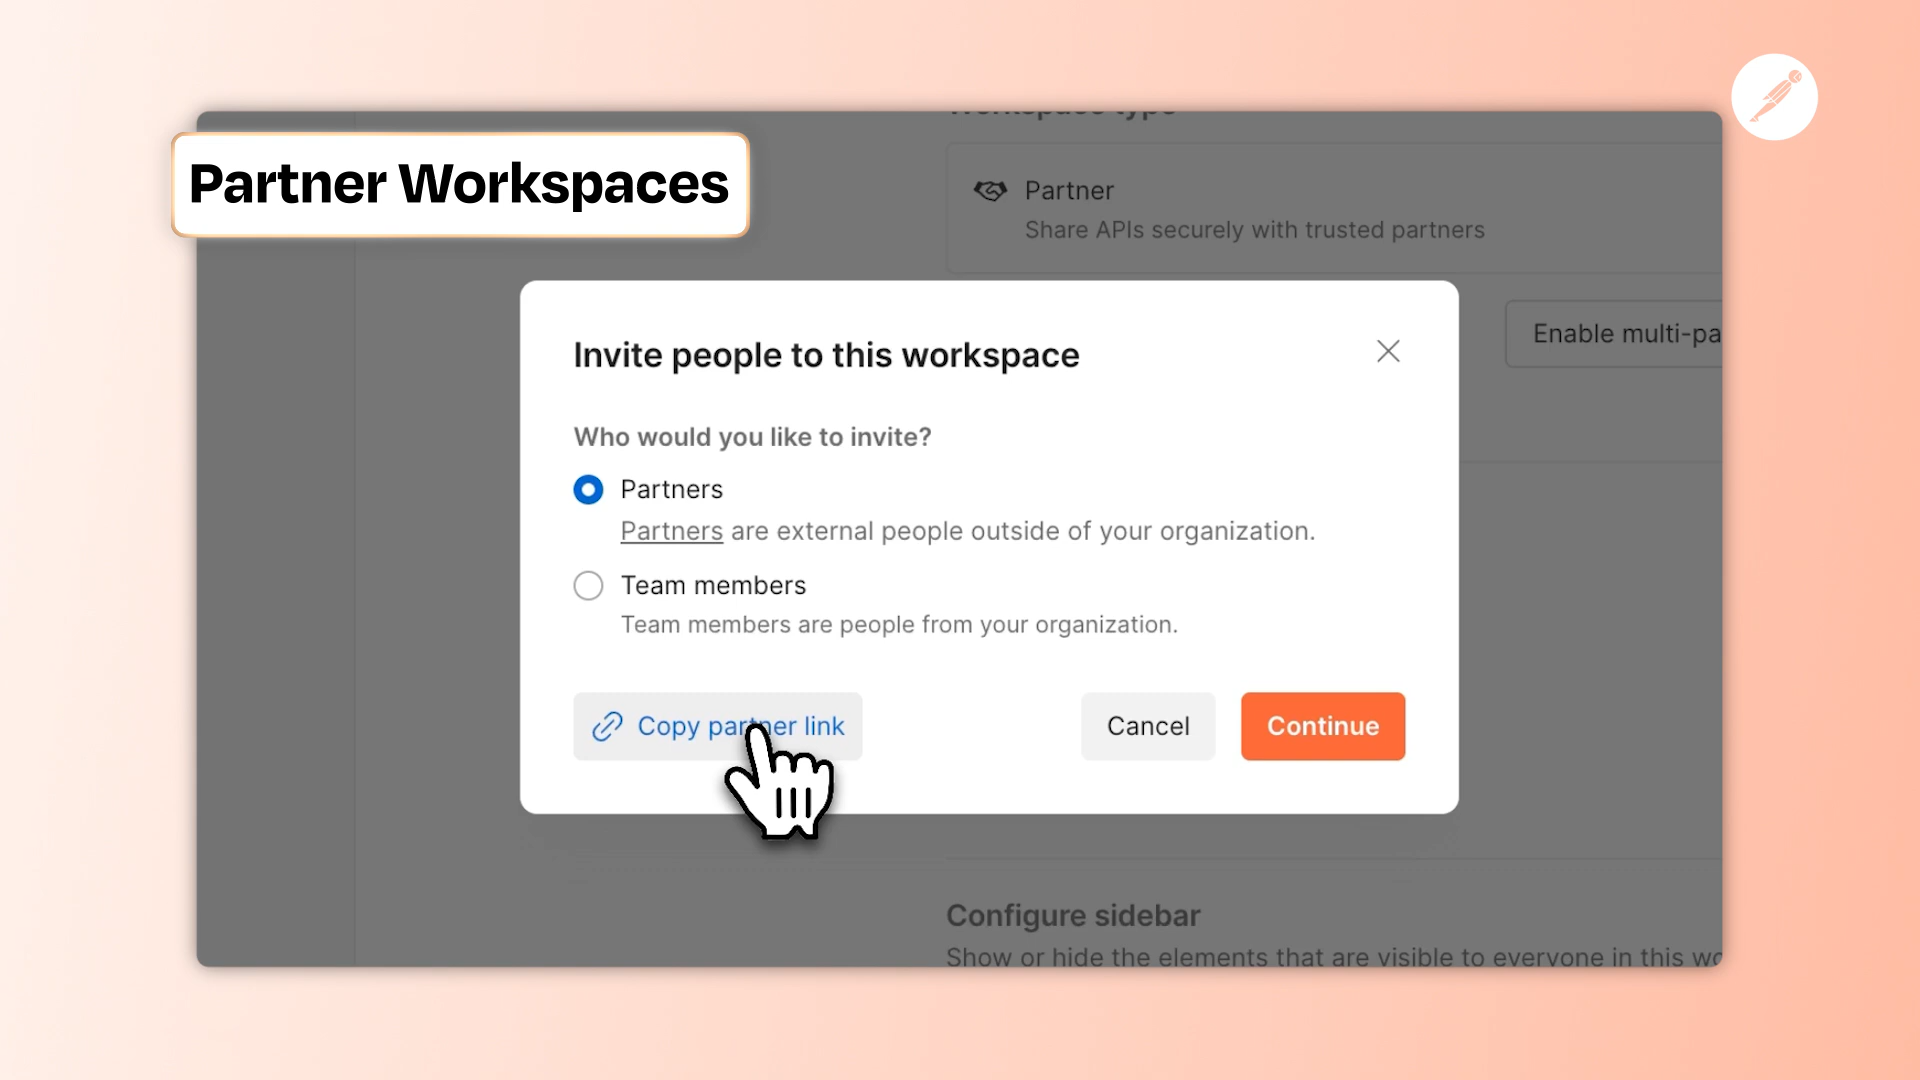 Workspace type
Partner Workspaces
Partner
Share APIs securely with trusted partners
Enable multi-pa
Invite people to this workspace
Who would you like to invite?
Partners
Partners are external people outside of your organization.
Team members
Team members are people from your organization.
Copy partner link
Cancel
Continue
Configure sidebar
Show or hide the elements that are visible to everyone in this wo